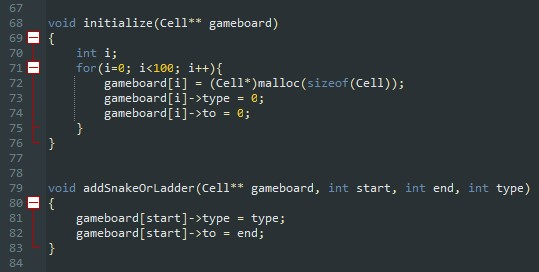 67
68 void initialize(Cell** gameboard)
69 {
70     int i;
71     for(i=0; i<100; i++){
72         gameboard[i] = (Cell*)malloc(sizeof(Cell));
73         gameboard[i]->type = 0;
74         gameboard[i]->to = 0;
75     }
76 }
77
78
79 void addSnakeOrLadder(Cell** gameboard, int start, int end, int type)
80 {
81     gameboard[start]->type = type;
82     gameboard[start]->to = end;
83 }
84